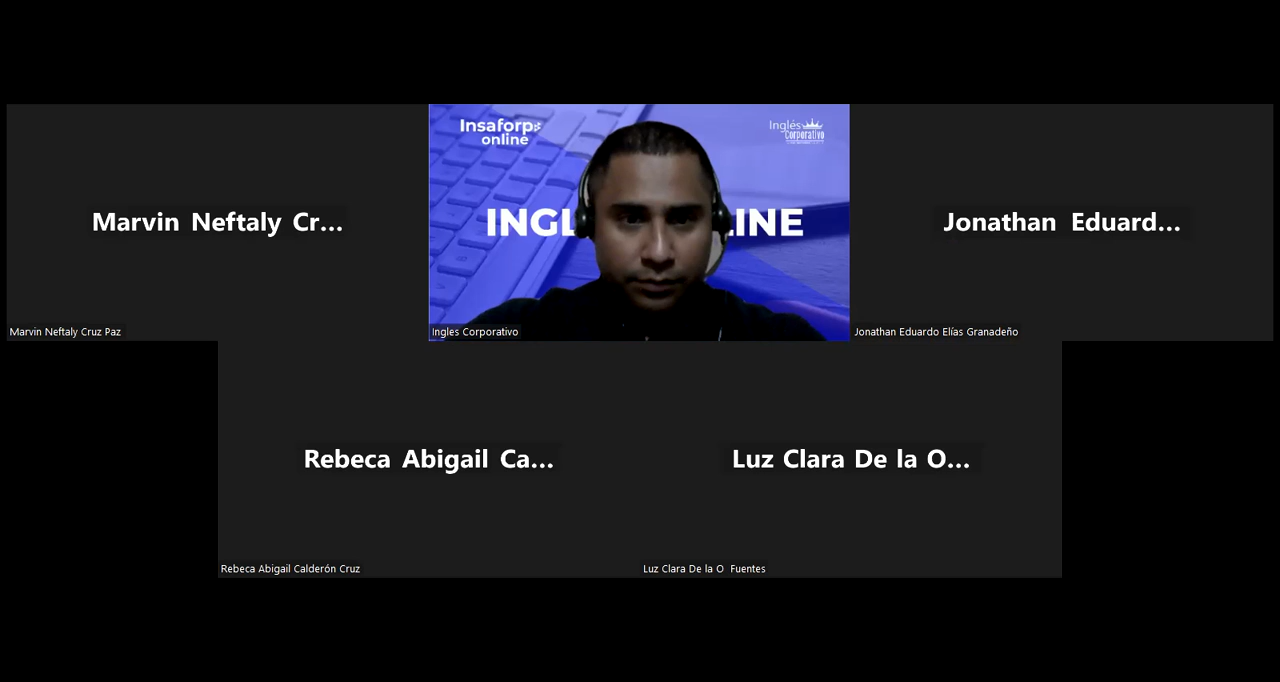 Marvin Neftaly Cr...
Marvin Neftaly Cruz Paz
Insaforp
online
Inglés
Corporativo
INGL
LINE
Ingles Corporativo
Jonathan Eduard...
Jonathan Eduardo Elías Granadeño
Rebeca Abigail Ca...
Rebeca Abigail Calderón Cruz
Luz Clara De la O...
Luz Clara De la O Fuentes